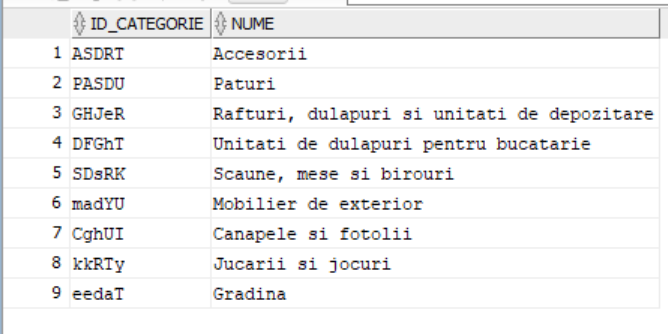 ID_CATEGORIE NUME
1 ASDRT Accesorii
2 PASDU Paturi
3 GHJeR Rafturi, dulapuri si unitati de depozitare
4 DFGhT Unitati de dulapuri pentru bucatarie
5 SDsRK Scaune, mese si birouri
6 madYU Mobilier de exterior
7 CghUI Canapele si fotolii
8 kkRTy Jucarii si jocuri
9 eedaT Gradina